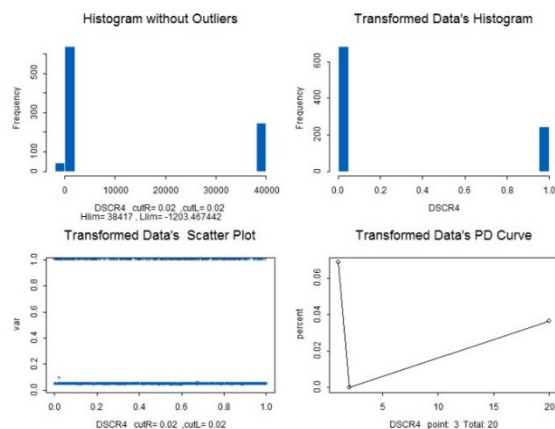 Histogram without Outliers
Frequency
0 100 300 500
0 10000 20000 30000 40000
DSCR4 cutR= 0.02 ,cutL= 0.02
Hlim= 38417 , Llim= -1203.467442
Transformed Data's Histogram
Frequency
0 200 400 600
0.0 0.2 0.4 0.6 0.8 1.0
DSCR4
Transformed Data's Scatter Plot
var
0.0 0.2 0.4 0.6 0.8 1.0
0.0 0.2 0.4 0.6 0.8 1.0
DSCR4 cutR= 0.02 ,cutL= 0.02
Transformed Data's PD Curve
percent
0.0 0.02 0.04 0.06
5 10 15 20
DSCR4 point: 3 Total: 20